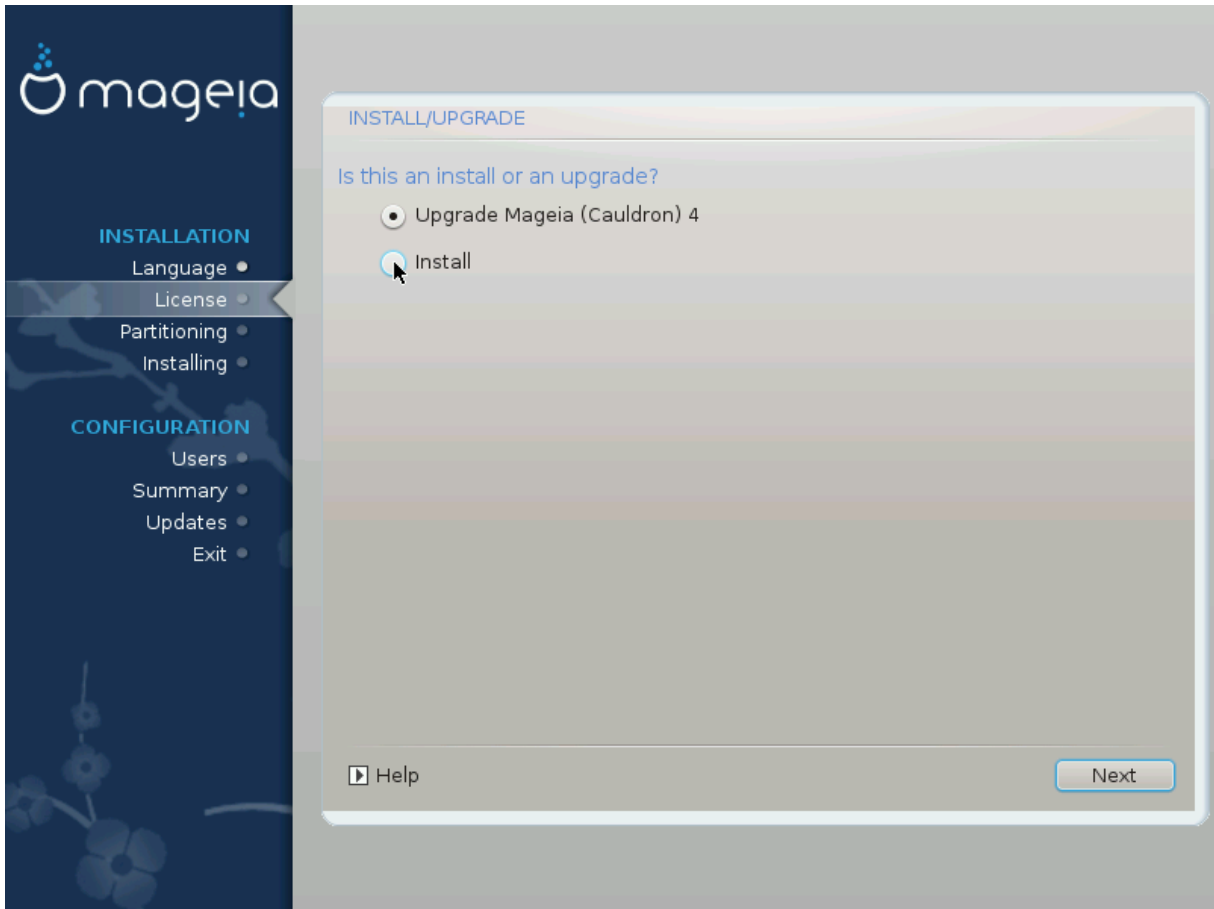 mageia
INSTALLATION
Language
License
Partitioning
Installing
CONFIGURATION
Users
Summary
Updates
Exit
INSTALL/UPGRADE
Is this an install or an upgrade?
Upgrade Mageia (Cauldron) 4
Install
Help
Next